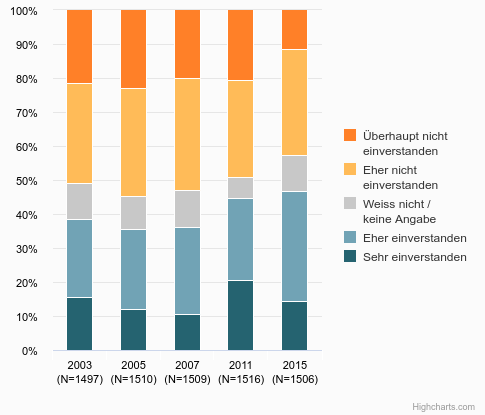 100%
90%
80%
70%
60%
50%
40%
30%
20%
10%
0%
2003
(N=1497)
2005
(N=1510)
2007
(N=1509)
2011
(N=1516)
2015
(N=1506)
Überhaupt nicht
einverstanden
Eher nicht
einverstanden
Weiss nicht /
keine Angabe
Eher einverstanden
Sehr einverstanden
Highcharts.com